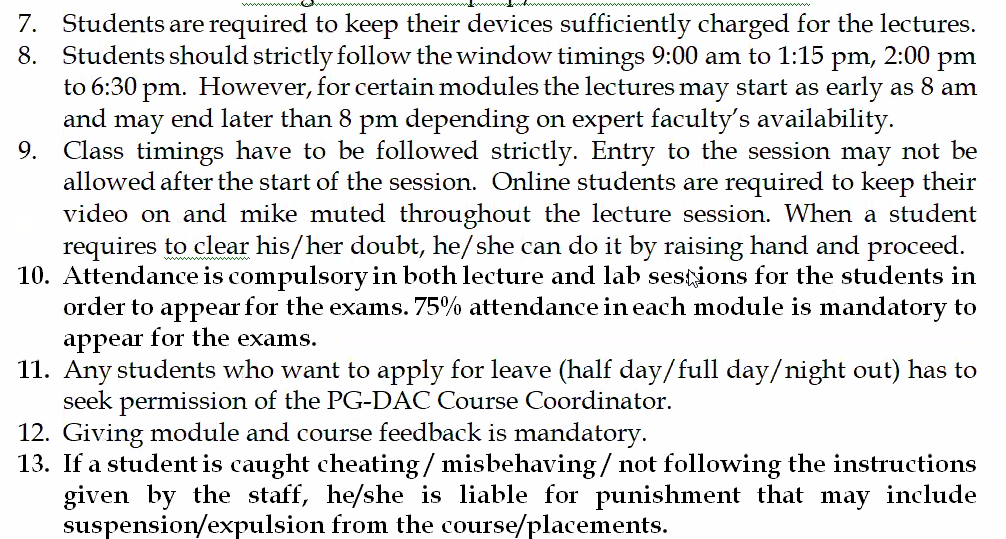 7. Students are required to keep their devices sufficiently charged for the lectures.
8. Students should strictly follow the window timings 9:00 am to 1:15 pm, 2:00 pm
to 6:30 pm. However, for certain modules the lectures may start as early as 8 am
and may end later than 8 pm depending on expert faculty's availability.
9. Class timings have to be followed strictly. Entry to the session may not be
allowed after the start of the session. Online students are required to keep their
video on and mike muted throughout the lecture session. When a student
requires to clear his/her doubt, he/she can do it by raising hand and proceed.
10. Attendance is compulsory in both lecture and lab sessions for the students in
order to appear for the exams. 75% attendance in each module is mandatory to
appear for the exams.
11. Any students who want to apply for leave (half day/full day/night out) has to
seek permission of the PG-DAC Course Coordinator.
12. Giving module and course feedback is mandatory.
13. If a student is caught cheating/ misbehaving/ not following the instructions
given by the staff, he/she is liable for punishment that may include
suspension/expulsion from the course/placements.